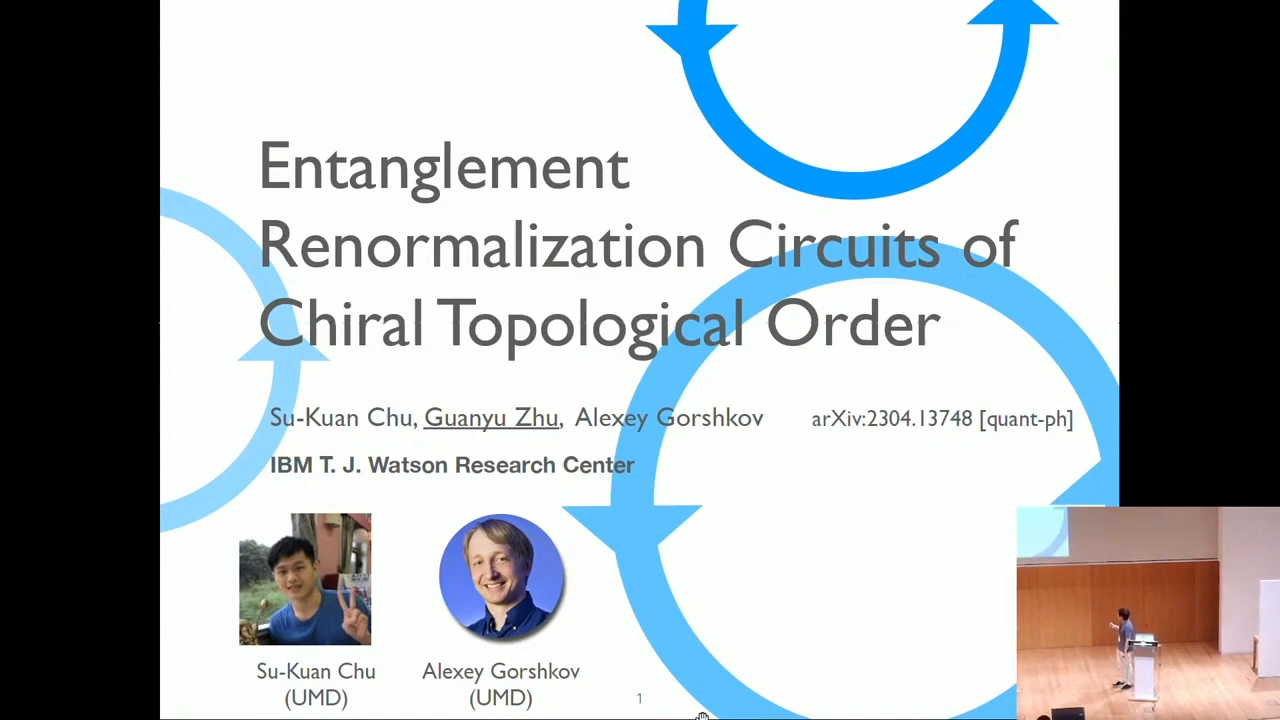 Entanglement
Renormalization Circuits of
Chiral Topological Order
Su-Kuan Chu, Guanyu Zhu, Alexey Gorshkov arXiv:2304.13748 [quant-ph]
IBM T. J. Watson Research Center
Su-Kuan Chu
(UMD)
Alexey Gorshkov
(UMD)
1